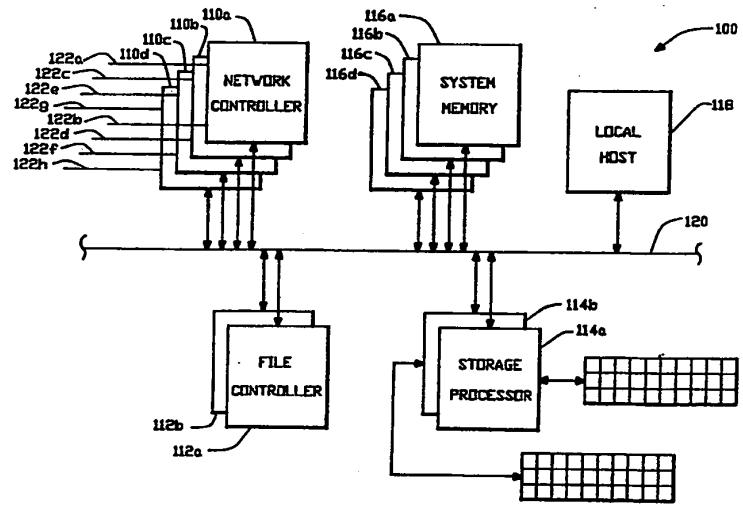 110a
110b
110c
110d
122a
122c
122e
122g
122b
122d
122f
122h
NETWORK
CONTROLLER
116a
116b
116c
116d
SYSTEM
MEMORY
100
LOCAL
HOST
118
120
FILE
CONTROLLER
112b
112a
114b
114a
STORAGE
PROCESSOR